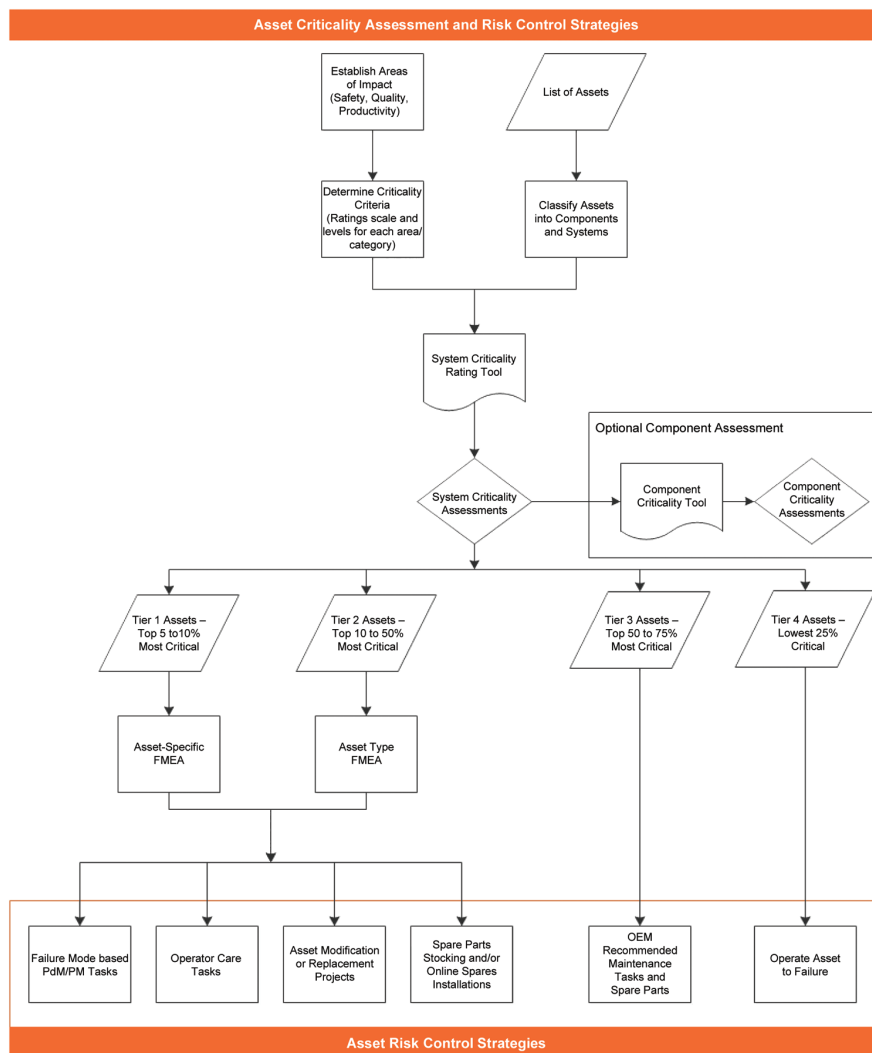 Asset Criticality Assessment and Risk Control Strategies
Establish Areas
of Impact
(Safety, Quality,
Productivity)
List of Assets
Determine Criticality
Criteria
(Ratings scale and
levels for each area/
category)
Classify Assets
into Components
and Systems
System Criticality
Rating Tool
Optional Component Assessment
System Criticality
Assessments
Component
Criticality Tool
Component
Criticality
Assessments
Tier 1 Assets –
Top 5 to10%
Most Critical
Tier 2 Assets –
Top 10 to 50%
Most Critical
Tier 3 Assets –
Top 50 to 75%
Most Critical
Tier 4 Assets –
Lowest 25%
Critical
Asset-Specific
FMEA
Asset Type
FMEA
Failure Mode based
PdM/PM Tasks
Operator Care
Tasks
Asset Modification
or Replacement
Projects
Spare Parts
Stocking and/or
Online Spares
Installations
OEM
Recommended
Maintenance
Tasks and
Spare Parts
Operate Asset
to Failure
Asset Risk Control Strategies